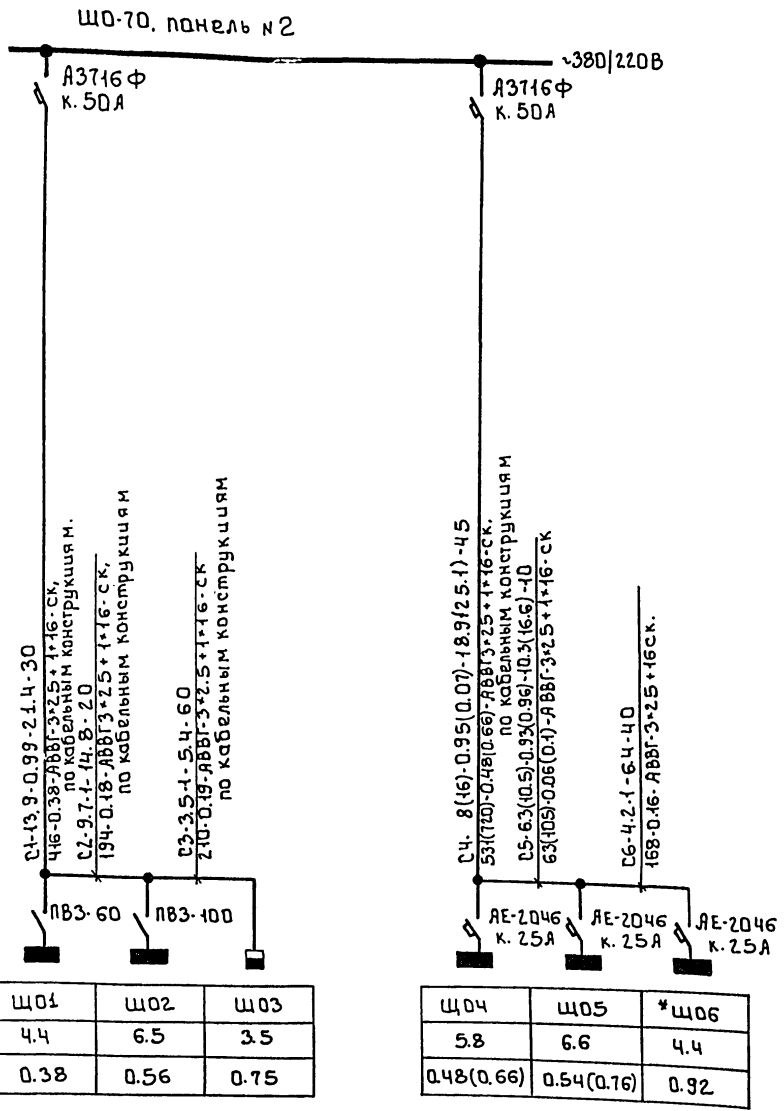 ЩО-70, панель N2
~380/220В
А3716Ф
к. 50А
А3716Ф
к. 50А
С1-13,9-0.99-21.4-30
416-0.38-АВВГ-3*25+1*16-ск,
по кабельным конструкциям.
С2-9.7-1-14.8-20
194-0.18-АВВГ3*25+1*16-ск,
по кабельным конструкциям
С3-3.5-1-5.4-60
210-0.19-АВВГ-3*2.5+1*16-ск
по кабельным конструкциям
С4. 8(16)-0.95(0.07)-18.9(25.1)-45
531(720)-0.48(0.66)-АВВГ3*25+1*16-ск.
по кабельным конструкциям
С5-6.3(10.5)-0.93(0.96)-10.3(16.6)-10
63(105)-0.06(0.1)-АВВГ-3*25+1*16-ск
С6-4.2-1-6.4-40
168-0.16-АВВГ-3*25+16ск.
ПВ3-60
ПВ3-100
АЕ-2046
к. 25А
АЕ-2046
к. 25А
АЕ-2046
к. 25А
ЩО1 ЩО2 ЩО3
4.4 6.5 3.5
0.38 0.56 0.75
ЩО4 ЩО5 *ЩО6
5.8 6.6 4.4
0.48(0.66) 0.54(0.76) 0.92